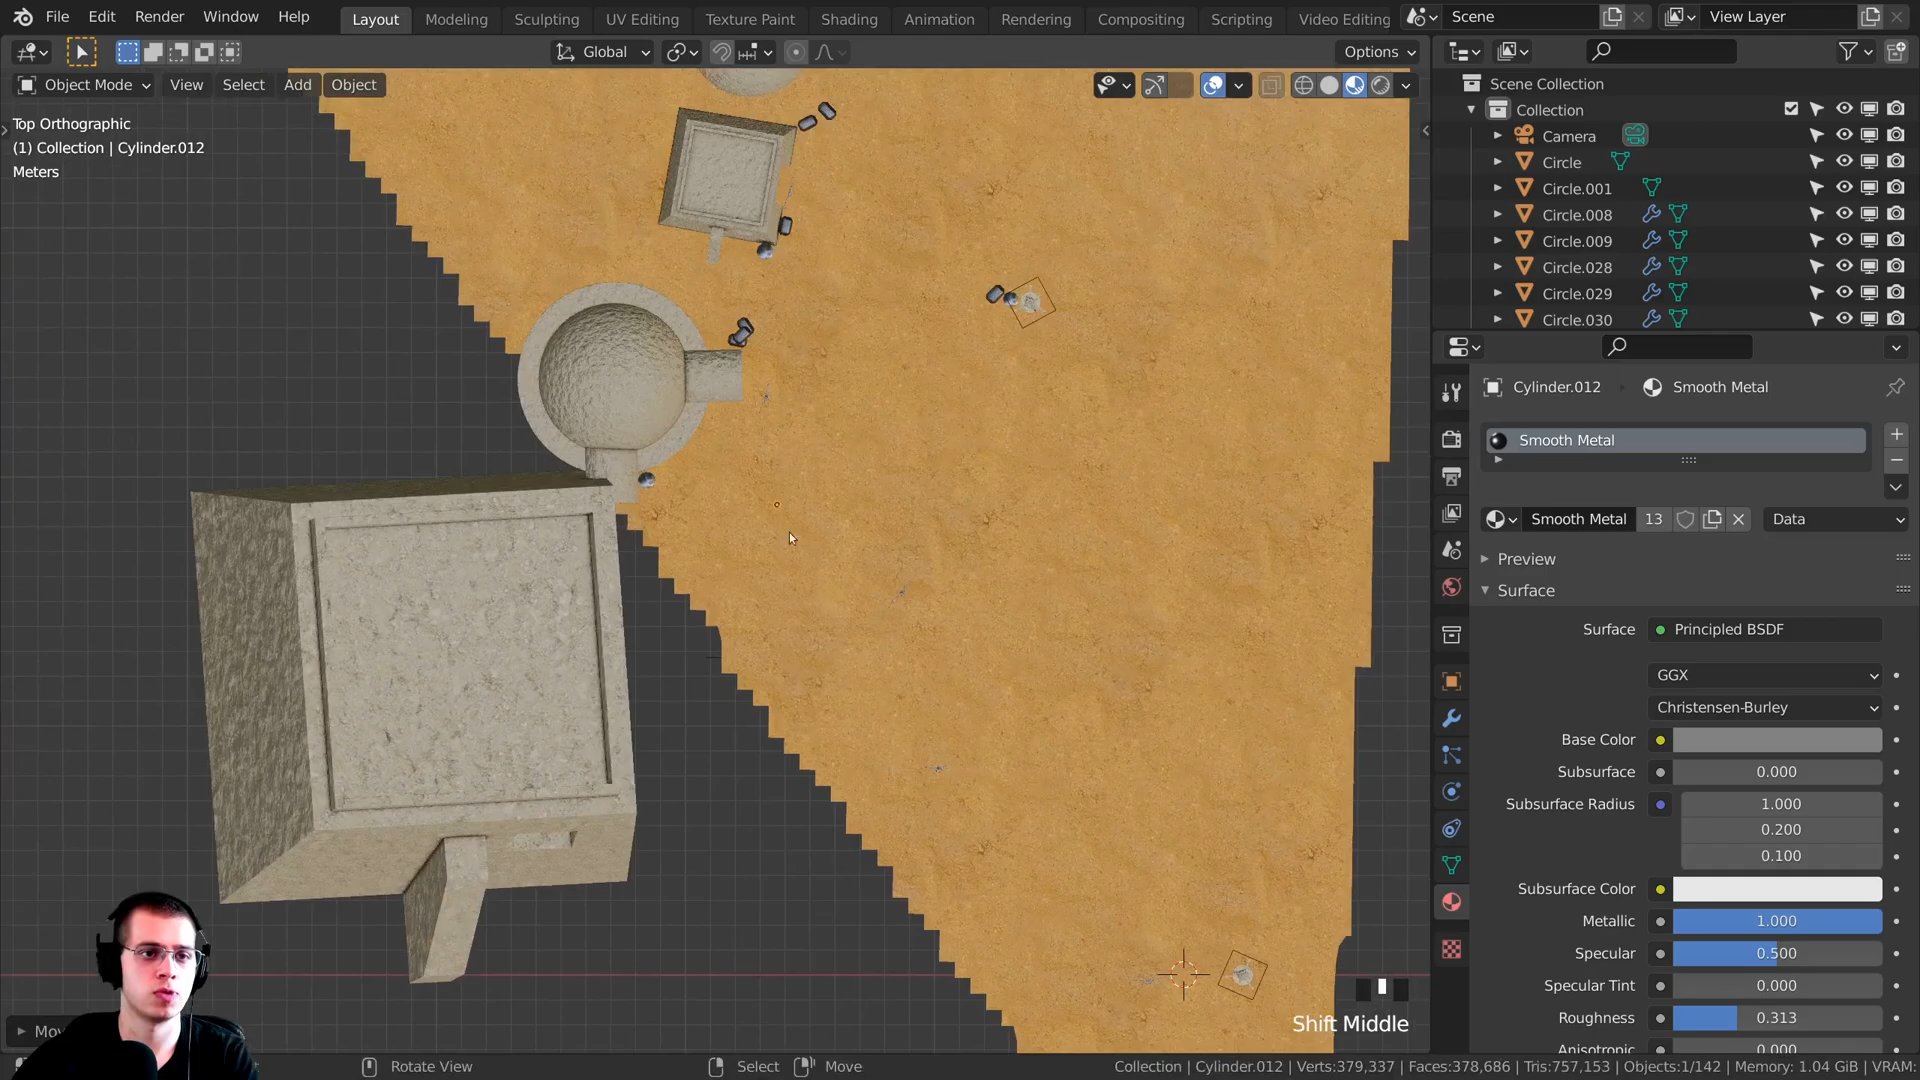 File Edit Render Window Help Layout Modeling Sculpting UV Editing Texture Paint Shading Animation Rendering Compositing Scripting Video Editing Scene View Layer
Global Options
Object Mode View Select Add Object
Top Orthographic
(1) Collection | Cylinder.012
Meters
Scene Collection
Collection
Camera
Circle
Circle.001
Circle.008
Circle.009
Circle.028
Circle.029
Circle.030
Cylinder.012 Smooth Metal
Smooth Metal
Smooth Metal 13 Data
Preview
Surface
Surface Principled BSDF
GGX
Christensen-Burley
Base Color
Subsurface 0.000
Subsurface Radius 1.000
0.200
0.100
Subsurface Color
Metallic 1.000
Specular 0.500
Specular Tint 0.000
Roughness 0.313
Anisotropic 0.000
Shift Middle
Rotate View Select Move Collection | Cylinder.012 | Verts:379,337 | Faces:378,686 | Tris:757,153 | Objects:1/142 | Memory: 1.04 GiB | VRAM: